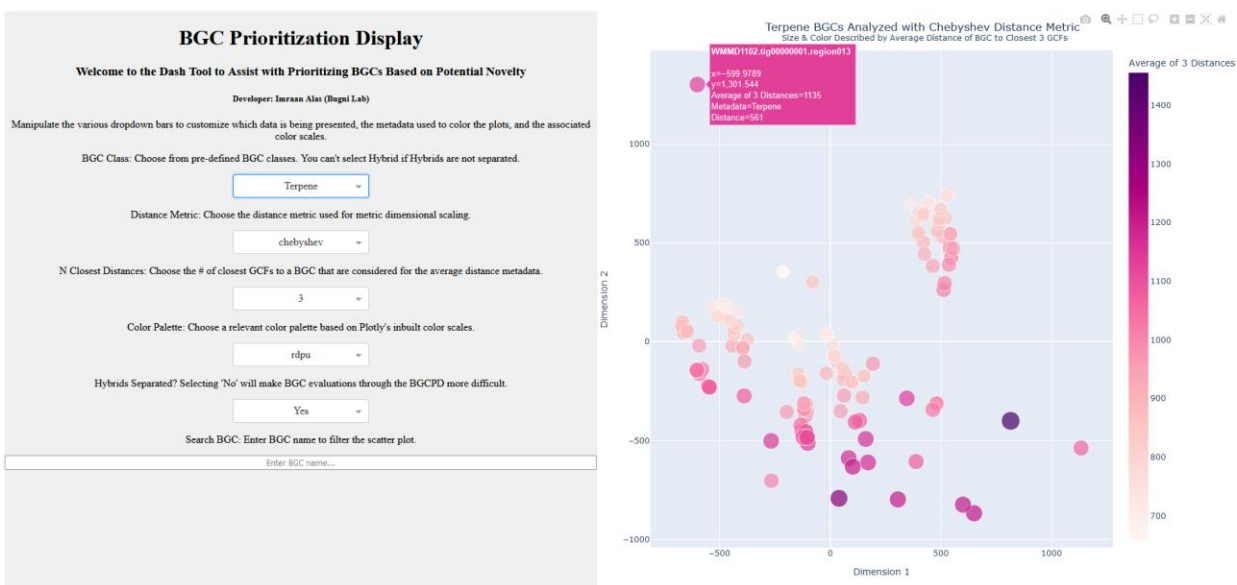 BGC Prioritization Display
Welcome to the Dash Tool to Assist with Prioritizing BGCs Based on Potential Novelty
Developer: Imraan Alas (Bugni Lab)
Manipulate the various dropdown bars to customize which data is being presented, the metadata used to color the plots, and the associated
color scales.
BGC Class: Choose from pre-defined BGC classes. You can't select Hybrid if Hybrids are not separated.
Terpene
Distance Metric: Choose the distance metric used for metric dimensional scaling.
chebyshev
N Closest Distances: Choose the # of closest GCFs to a BGC that are considered for the average distance metadata.
3
Color Palette: Choose a relevant color palette based on Plotly's inbuilt color scales.
rdpu
Hybrids Separated? Selecting 'No' will make BGC evaluations through the BGCPD more difficult.
Yes
Search BGC: Enter BGC name to filter the scatter plot.
Enter BGC name...
Terpene BGCs Analyzed with Chebyshev Distance Metric
Size & Color Described by Average Distance of BGC to Closest 3 GCFs
WMMD1102.tig00000001.region013
x=−599.9789
y=1,301.544
Average of 3 Distances=1135
Metadata=Terpene
Distance=561
1000
500
0
−500
−1000
Dimension 2
−500
0
500
1000
Dimension 1
Average of 3 Distances
1400
1300
1200
1100
1000
900
800
700